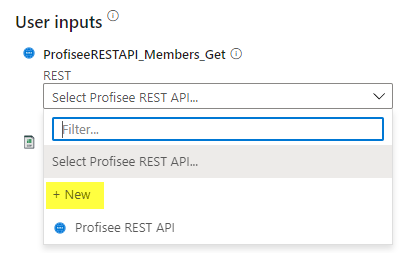 User inputs
ProfiseeRESTAPI_Members_Get
REST
Select Profisee REST API...
Filter...
Select Profisee REST API...
+ New
Profisee REST API